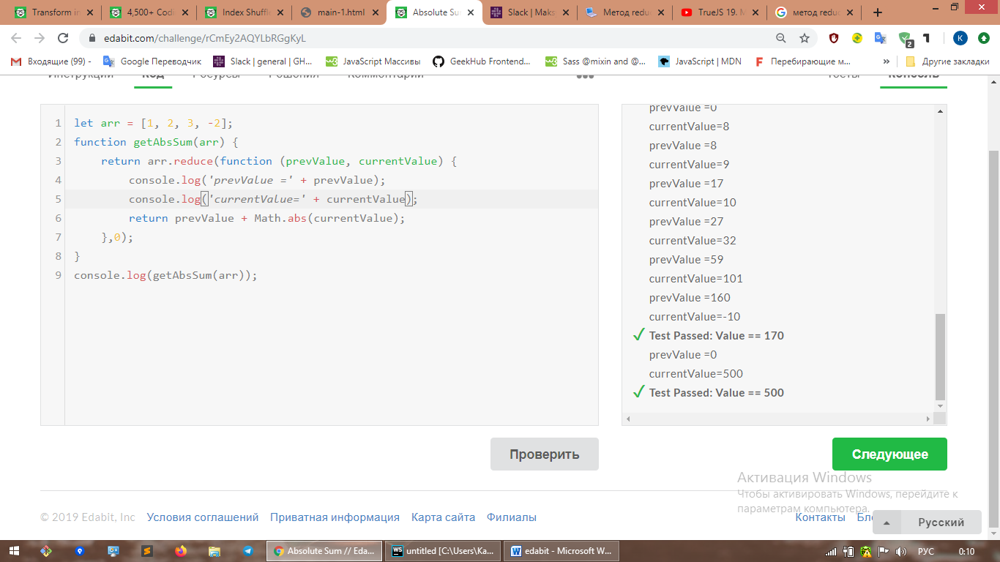 Transform in
4,500+ Codi
Index Shuffle
main-1.html
Absolute Su
Slack | Maks
Метод redu
TrueJS 19. М
метод reduc
edabit.com/challenge/rCmEy2AQYLbRGgKyL
2
K
Входящие (99) -
Google Переводчик
Slack | general | GH...
JavaScript Массивы
GeekHub Frontend...
Sass @mixin and @...
JavaScript | MDN
Перебирающие м...
»
Другие закладки
Инструкции
Код
Ресурсы
Решения
Комментарии
Тесты
Консоль
1 let arr = [1, 2, 3, -2];
2 function getAbsSum(arr) {
3 return arr.reduce(function (prevValue, currentValue) {
4 console.log('prevValue =' + prevValue);
5 console.log('currentValue=' + currentValue);
6 return prevValue + Math.abs(currentValue);
7 },0);
8 }
9 console.log(getAbsSum(arr));
prevValue =0
currentValue=8
prevValue =8
currentValue=9
prevValue =17
currentValue=10
prevValue =27
currentValue=32
prevValue =59
currentValue=101
prevValue =160
currentValue=-10
Test Passed: Value == 170
prevValue =0
currentValue=500
Test Passed: Value == 500
Проверить
Следующее
Активация Windows
Чтобы активировать Windows, перейдите к
параметрам компьютера.
© 2019 Edabit, Inc
Условия соглашений
Приватная информация
Карта сайта
Филиалы
Контакты
Русский
Absolute Sum // Eda...
untitled [C:\Users\Ka...
edabit - Microsoft W...
РУС
0:10